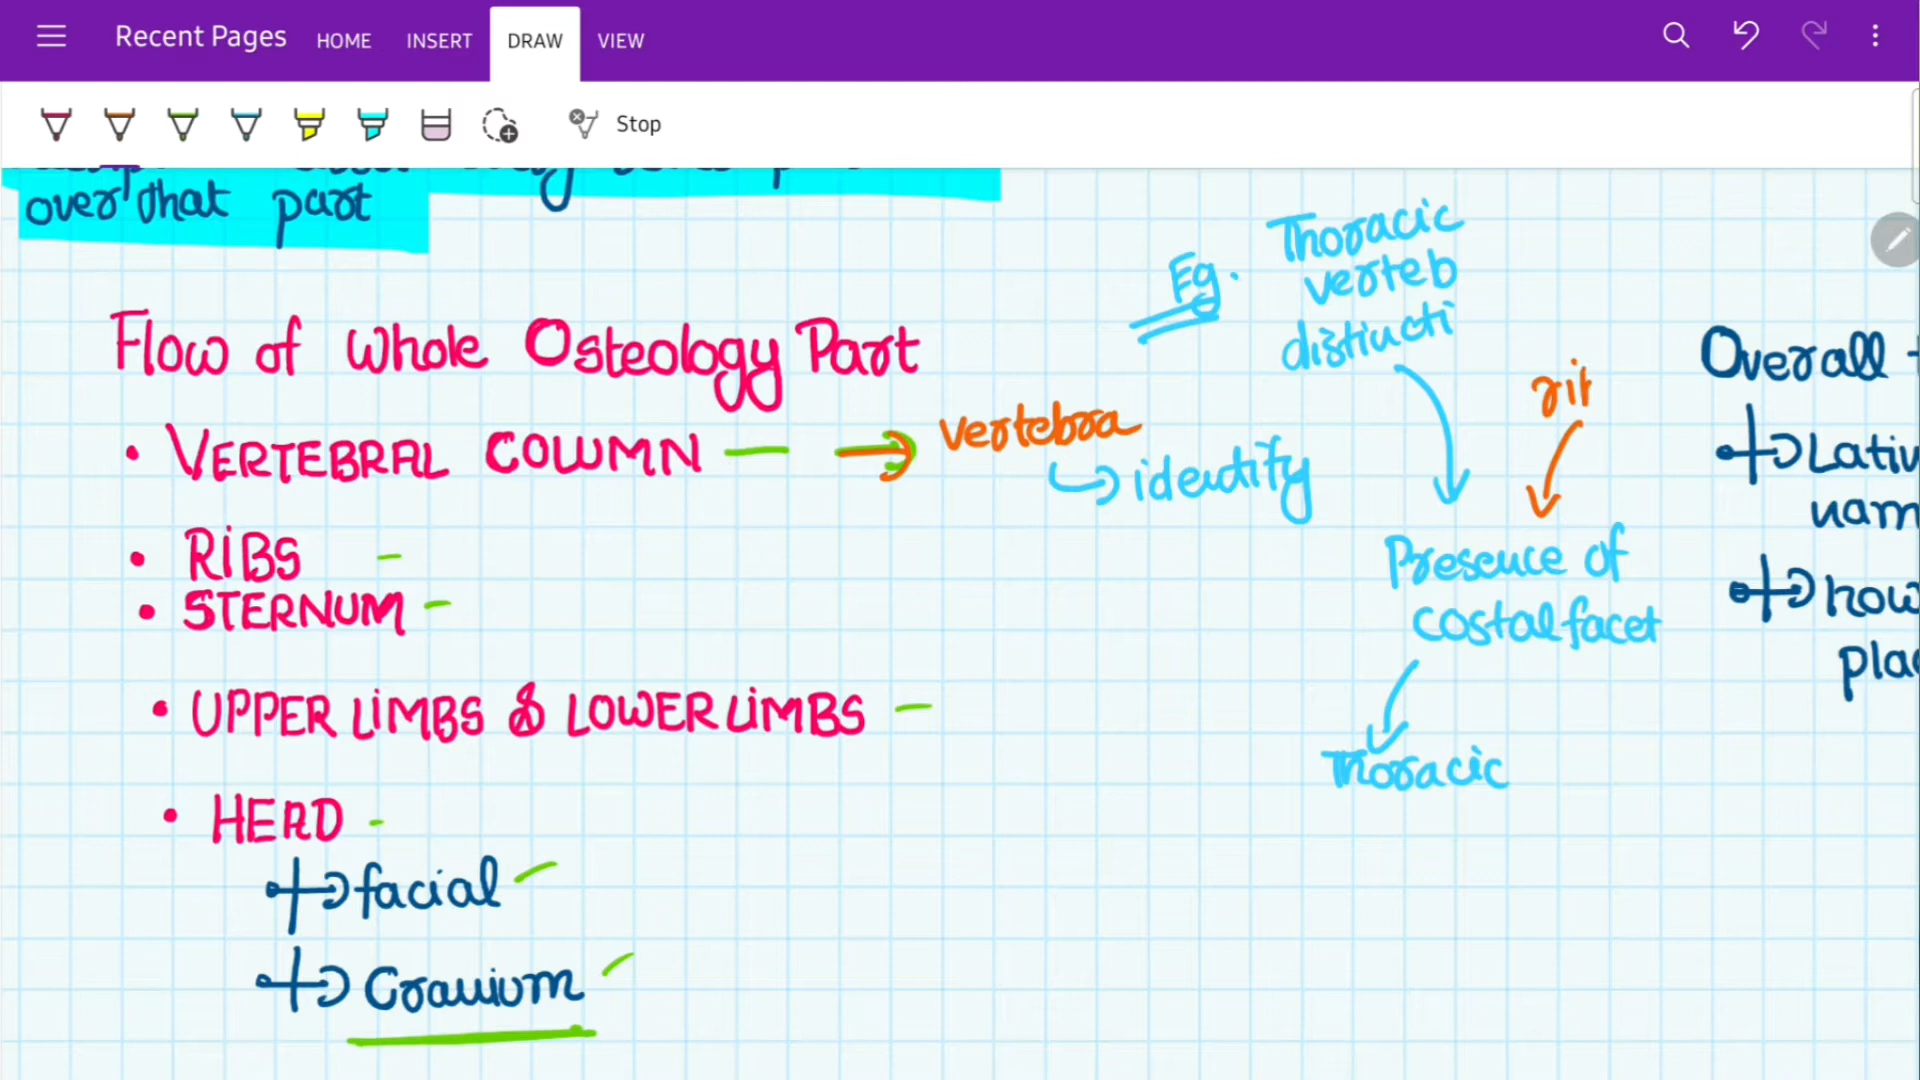 Recent Pages HOME INSERT DRAW VIEW
Stop
over that part
Flow of Whole Osteology Part
• VERTEBRAL COLUMN
vertebra
identify
• RIBS
• STERNUM
• UPPER LIMBS & LOWER LIMBS
• HEAD
facial
Cranium
Eg.
Thoracic
verteb
distincti
rib
Presence of
costal facet
Thoracic
Overall
Latin
nam
how
plac